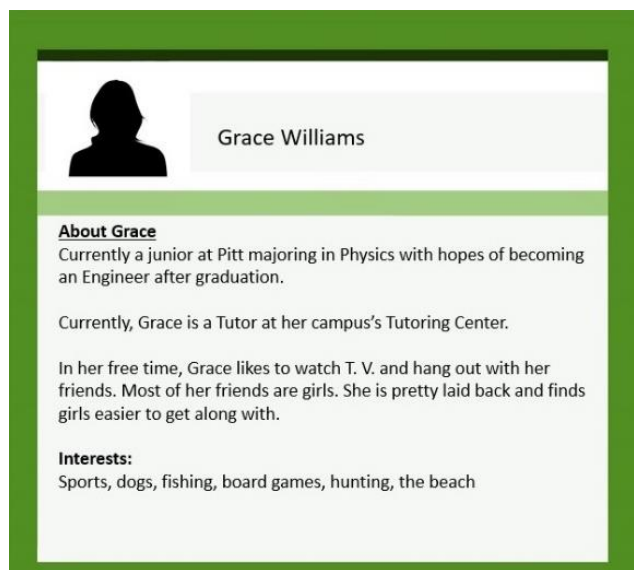 Grace Williams
About Grace
Currently a junior at Pitt majoring in Physics with hopes of becoming
an Engineer after graduation.
Currently, Grace is a Tutor at her campus's Tutoring Center.
In her free time, Grace likes to watch T. V. and hang out with her
friends. Most of her friends are girls. She is pretty laid back and finds
girls easier to get along with.
Interests:
Sports, dogs, fishing, board games, hunting, the beach